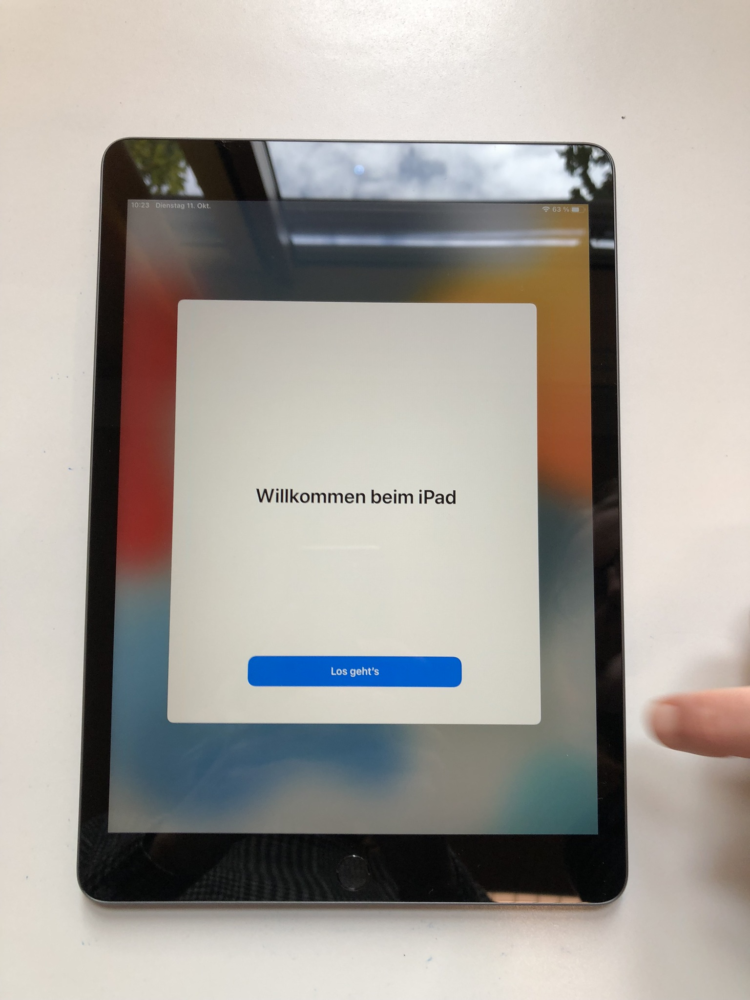 10:23 Dienstag 11. Okt.
63 %
Willkommen beim iPad
Los geht's